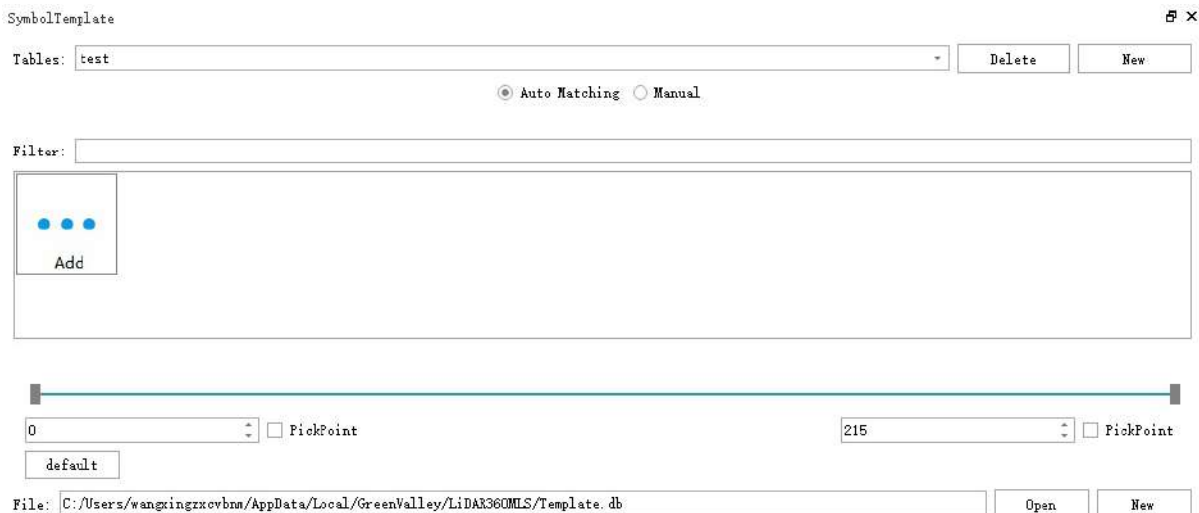 SymbolTemplate
Tables: test Delete New
Auto Matching Manual
Filter:
Add
0 PickPoint 215 PickPoint
default
File: C:/Users/wangxingzxcvbnm/AppData/Local/GreenValley/LiDAR360MLS/Template.db Open New